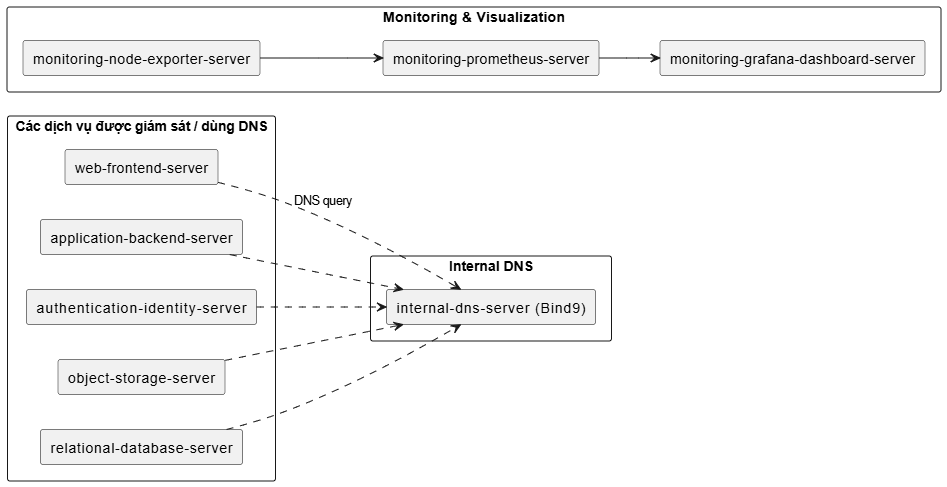 Monitoring & Visualization
monitoring-node-exporter-server
monitoring-prometheus-server
monitoring-grafana-dashboard-server
Các dịch vụ được giám sát / dùng DNS
web-frontend-server
DNS query
application-backend-server
Internal DNS
authentication-identity-server
internal-dns-server (Bind9)
object-storage-server
relational-database-server